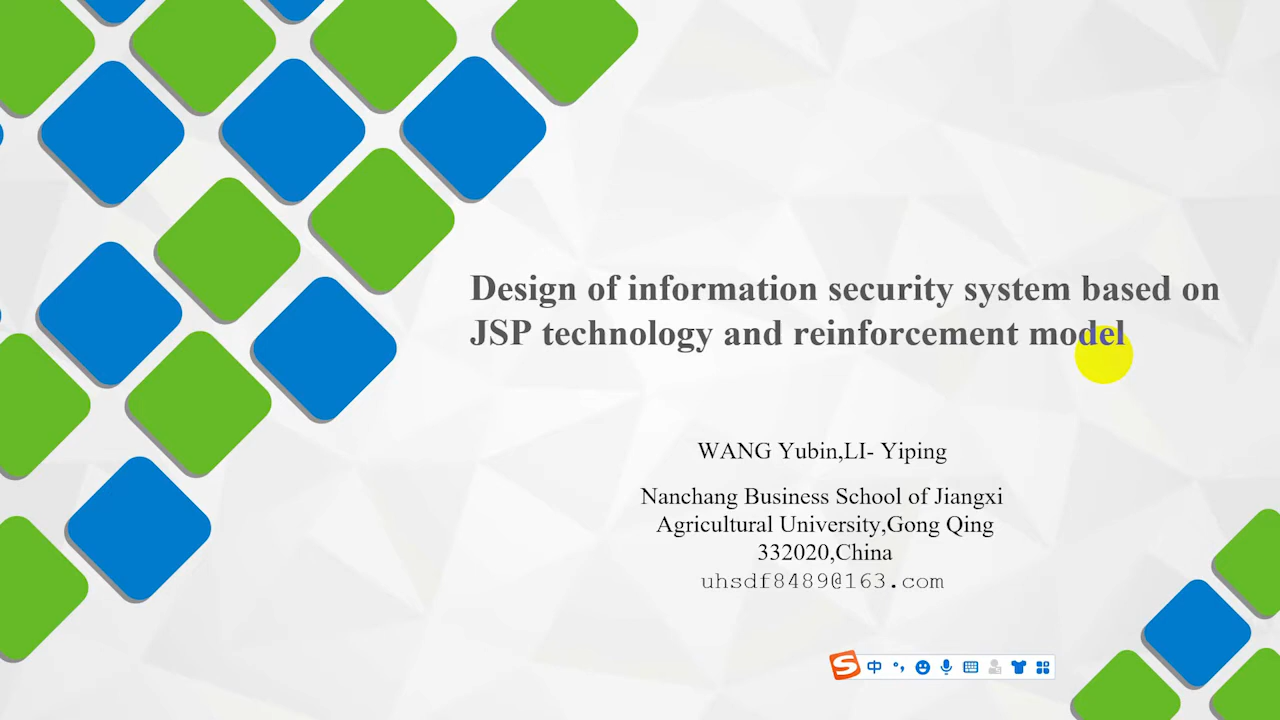 Design of information security system based on
JSP technology and reinforcement model
WANG Yubin,LI- Yiping
Nanchang Business School of Jiangxi
Agricultural University,Gong Qing
332020,China
uhsdf8489@163.com
S 中 °,